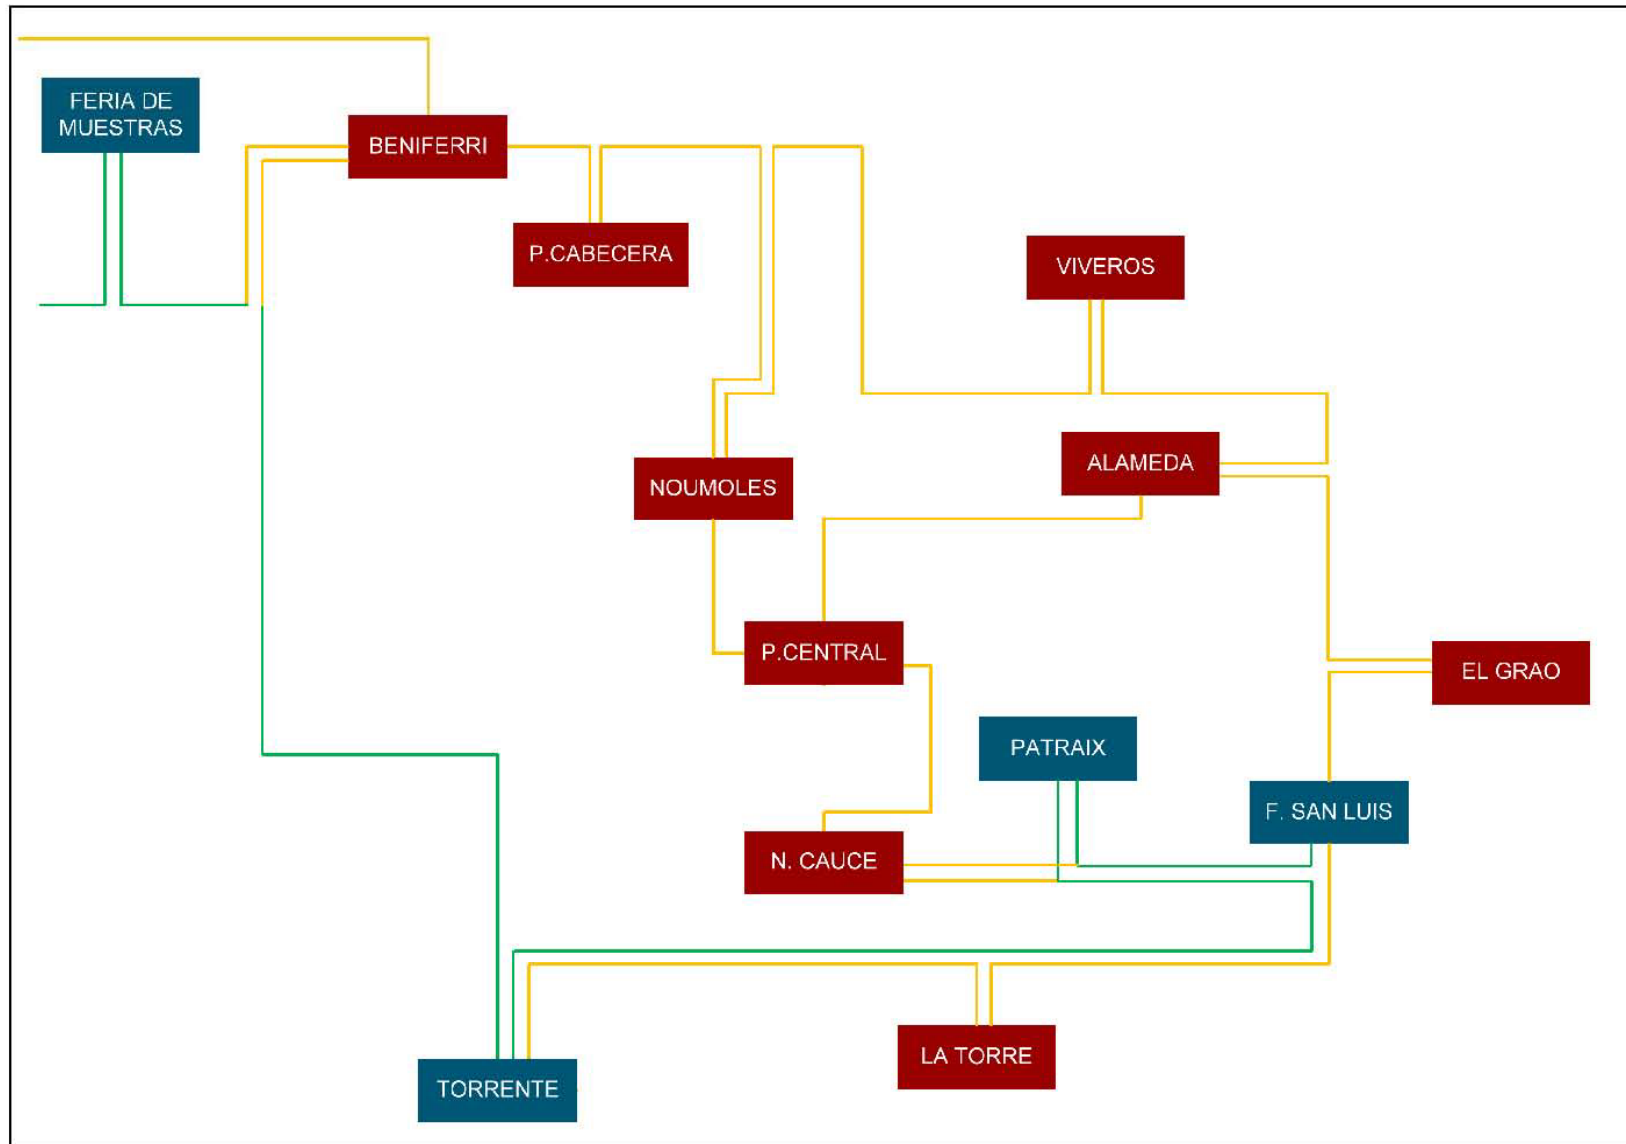 FERIA DE
MUESTRAS
BENIFERRI
P.CABECERA
VIVEROS
ALAMEDA
NOUMOLES
P.CENTRAL
EL GRAO
PATRAIX
F. SAN LUIS
N. CAUCE
LA TORRE
TORRENTE